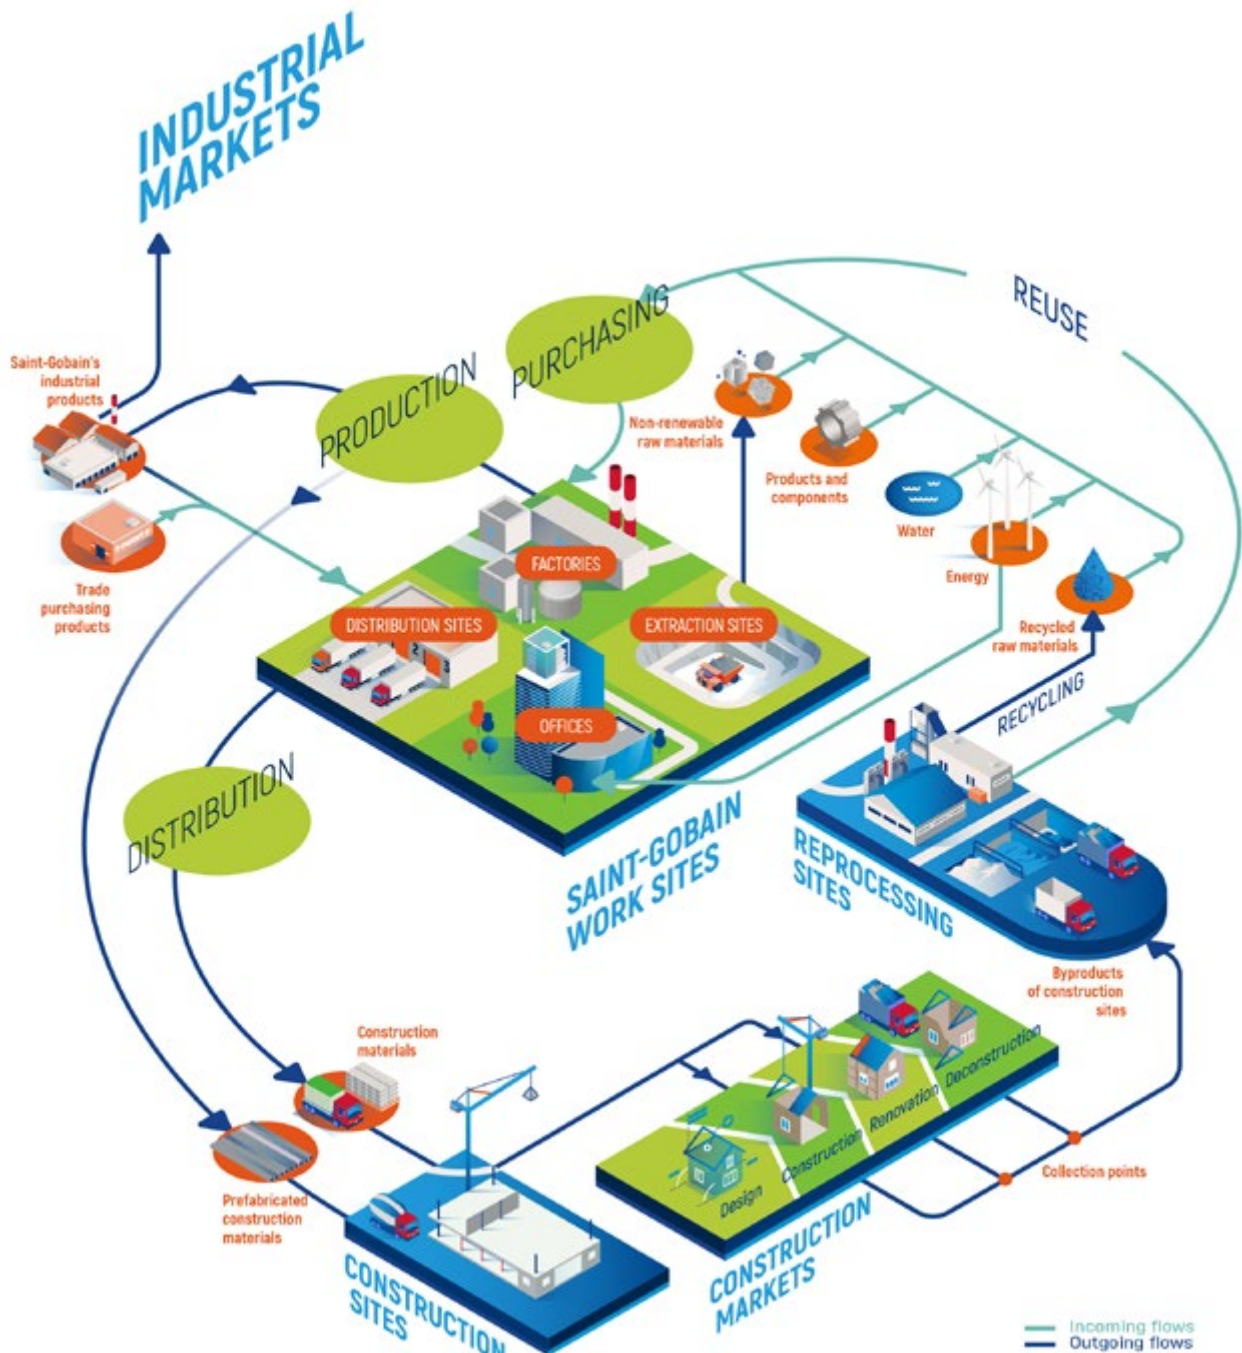 INDUSTRIAL
MARKETS
REUSE
PURCHASING
Saint-Gobain's
industrial
products
PRODUCTION
Non-renewable
raw materials
Products and
components
Water
Energy
FACTORIES
Trade
purchasing
products
DISTRIBUTION SITES
EXTRACTION SITES
2
3
Recycled
raw materials
RECYCLING
OFFICES
DISTRIBUTION
SAINT-GOBAIN
WORK SITES
REPROCESSING
SITES
Byproducts
of construction
sites
Construction
materials
Deconstruction
Renovation
Construction
Design
Collection points
Prefabricated
construction
materials
CONSTRUCTION
MARKETS
CONSTRUCTION
SITES
Incoming flows
Outgoing flows